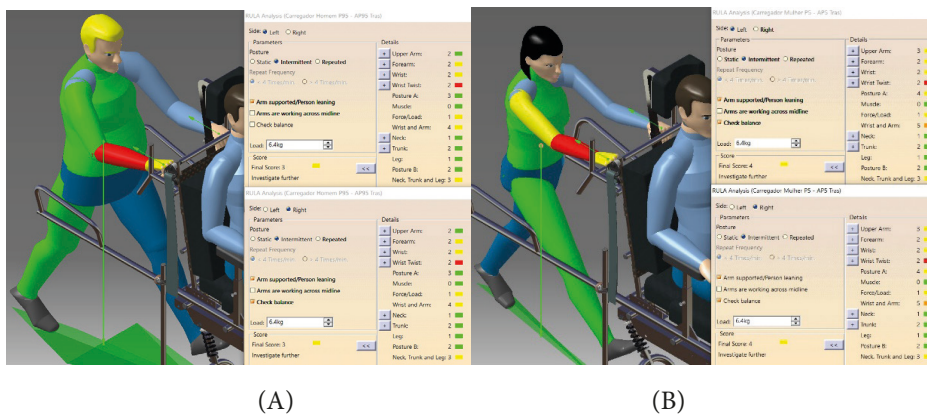 RULA Analysis (Carregador Homem P95 - AP95 Tras)
Side: Left Right
Parameters
Posture
Static Intermittent Repeated
Repeat Frequency
< 4 Times/min. > 4 Times/min.
Arm supported/Person leaning
Arms are working across midline
Check balance
Load: 6.4kg
Score
Final Score: 3
<<
Investigate further
Details
+ Upper Arm: 2
+ Forearm: 2
+ Wrist: 2
+ Wrist Twist: 2
Posture A: 3
Muscle: 0
Force/Load: 1
Wrist and Arm: 4
+ Neck: 1
+ Trunk: 2
Leg: 1
Posture B: 2
Neck, Trunk and Leg: 3
RULA Analysis (Carregador Homem P95 - AP95 Tras)
Side: Left Right
Parameters
Posture
Static Intermittent Repeated
Repeat Frequency
Arm supported/Person leaning
Arms are working across midline
Check balance
Load: 6.4kg
Score
Final Score: 3
<<
Investigate further
Details
+ Upper Arm: 2
+ Forearm: 2
+ Wrist: 2
+ Wrist Twist: 2
Posture A: 3
Muscle: 0
Force/Load: 1
Wrist and Arm: 4
+ Neck: 1
+ Trunk: 2
Leg: 1
Posture B: 2
Neck, Trunk and Leg: 3
(A)
RULA Analysis (Carregador Mulher P5 - AP5 Tras)
Side: Left Right
Parameters
Posture
Static Intermittent Repeated
Repeat Frequency
Arm supported/Person leaning
Arms are working across midline
Check balance
Load: 6.4kg
Score
Final Score: 4
<<
Investigate further
Details
+ Upper Arm: 3
+ Forearm: 2
+ Wrist: 2
+ Wrist Twist: 2
Posture A: 4
Muscle: 0
Force/Load: 1
Wrist and Arm: 5
+ Neck: 1
+ Trunk: 2
Leg: 1
Posture B: 2
Neck, Trunk and Leg: 3
RULA Analysis (Carregador Mulher P5 - AP5 Tras)
Side: Left Right
Parameters
Posture
Static Intermittent Repeated
Repeat Frequency
Arm supported/Person leaning
Arms are working across midline
Check balance
Load: 6.4kg
Score
Final Score: 4
<<
Investigate further
Details
+ Upper Arm: 3
+ Forearm: 2
+ Wrist: 2
+ Wrist Twist: 2
Posture A: 4
Muscle: 0
Force/Load: 1
Wrist and Arm: 5
+ Neck: 1
+ Trunk: 2
Leg: 1
Posture B: 2
Neck, Trunk and Leg: 3
(B)